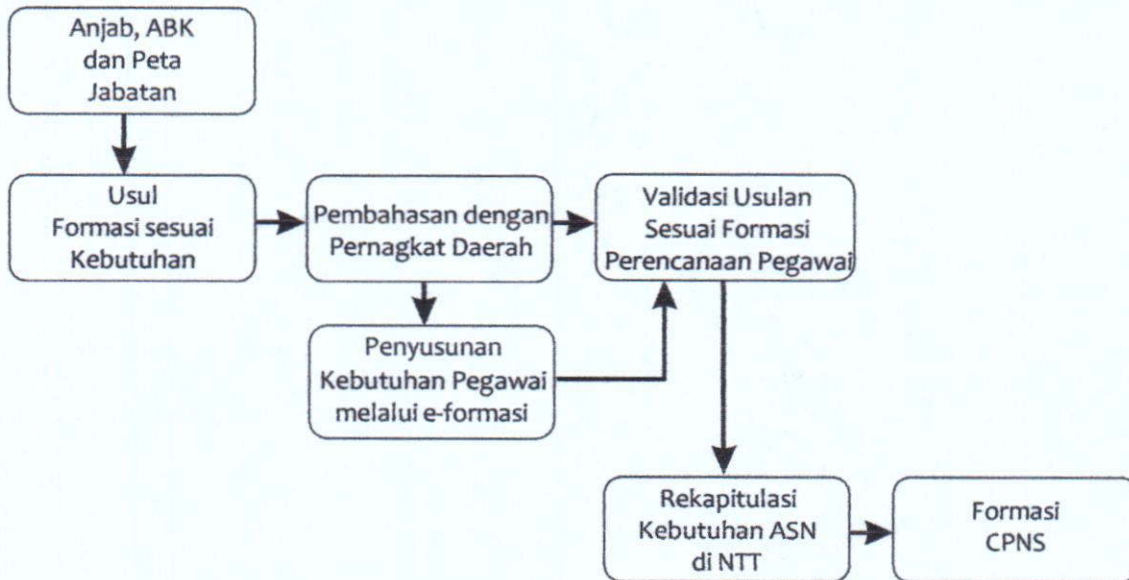 Anjab, ABK
dan Peta
Jabatan
Usul
Formasi sesuai
Kebutuhan
Pembahasan dengan
Pernagkat Daerah
Validasi Usulan
Sesuai Formasi
Perencanaan Pegawai
Penyusunan
Kebutuhan Pegawai
melalui e-formasi
Rekapitulasi
Kebutuhan ASN
di NTT
Formasi
CPNS